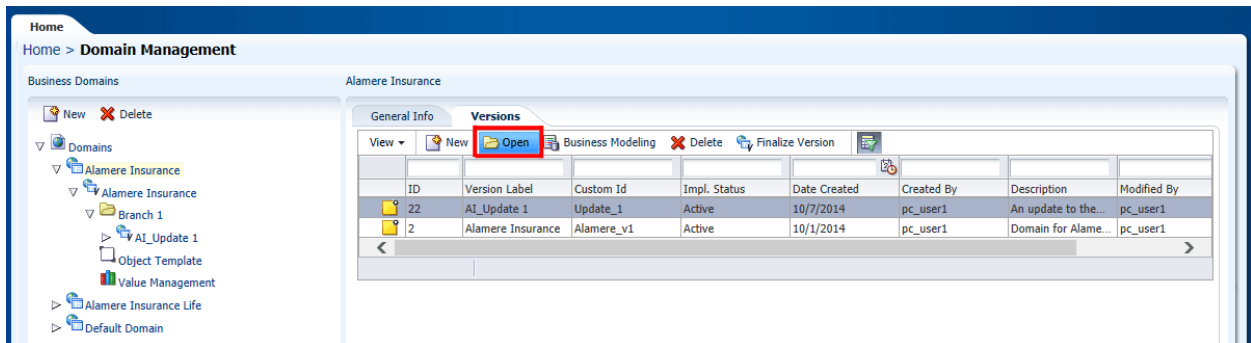 Home
Home > Domain Management
Business Domains
New Delete
Domains
Alamere Insurance
Alamere Insurance
Branch 1
AI_Update 1
Object Template
Value Management
Alamere Insurance Life
Default Domain
Alamere Insurance
General Info Versions
View New Open Business Modeling Delete Finalize Version
ID Version Label Custom Id Impl. Status Date Created Created By Description Modified By
22 AI_Update 1 Update_1 Active 10/7/2014 pc_user1 An update to the... pc_user1
2 Alamere Insurance Alamere_v1 Active 10/1/2014 pc_user1 Domain for Alame... pc_user1